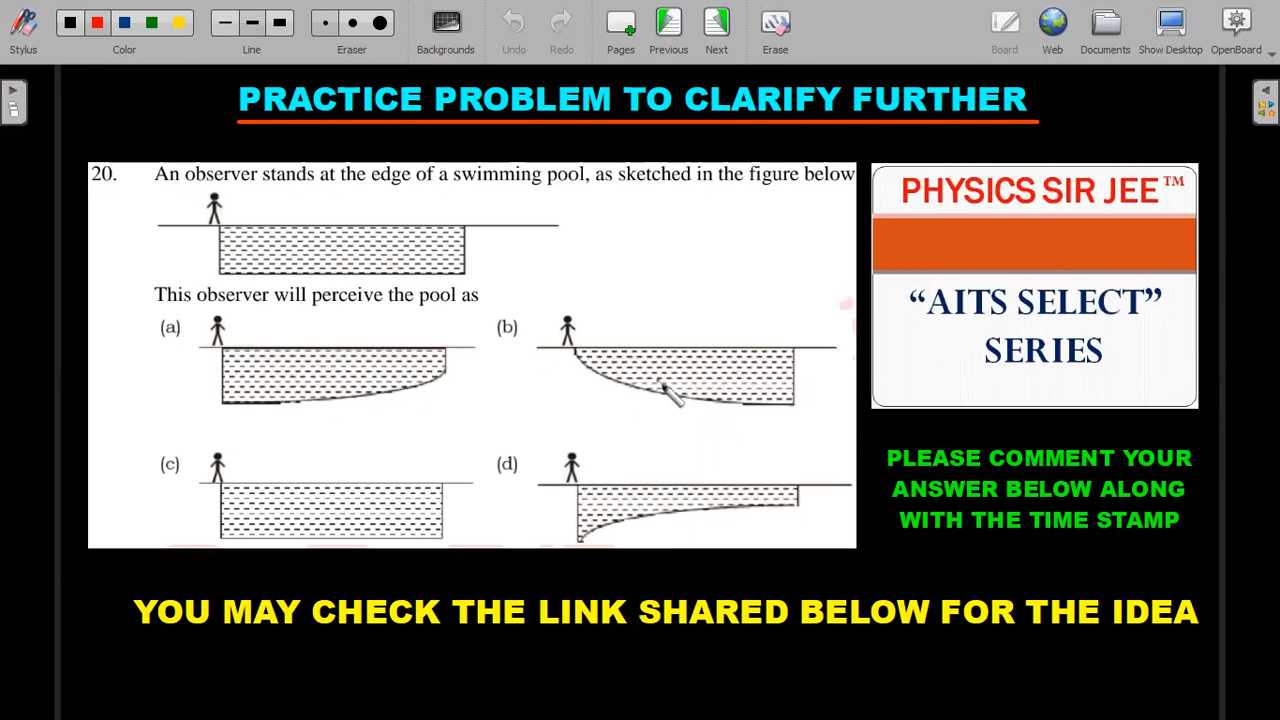 Stylus
Color
Line
Eraser
Backgrounds
Undo
Redo
Pages
Previous
Next
Erase
Board
Web
Documents
Show Desktop
OpenBoard
PRACTICE PROBLEM TO CLARIFY FURTHER
20. An observer stands at the edge of a swimming pool, as sketched in the figure below
This observer will perceive the pool as
(a)
(b)
(c)
(d)
PHYSICS SIR JEE™
“AITS SELECT”
SERIES
PLEASE COMMENT YOUR
ANSWER BELOW ALONG
WITH THE TIME STAMP
YOU MAY CHECK THE LINK SHARED BELOW FOR THE IDEA